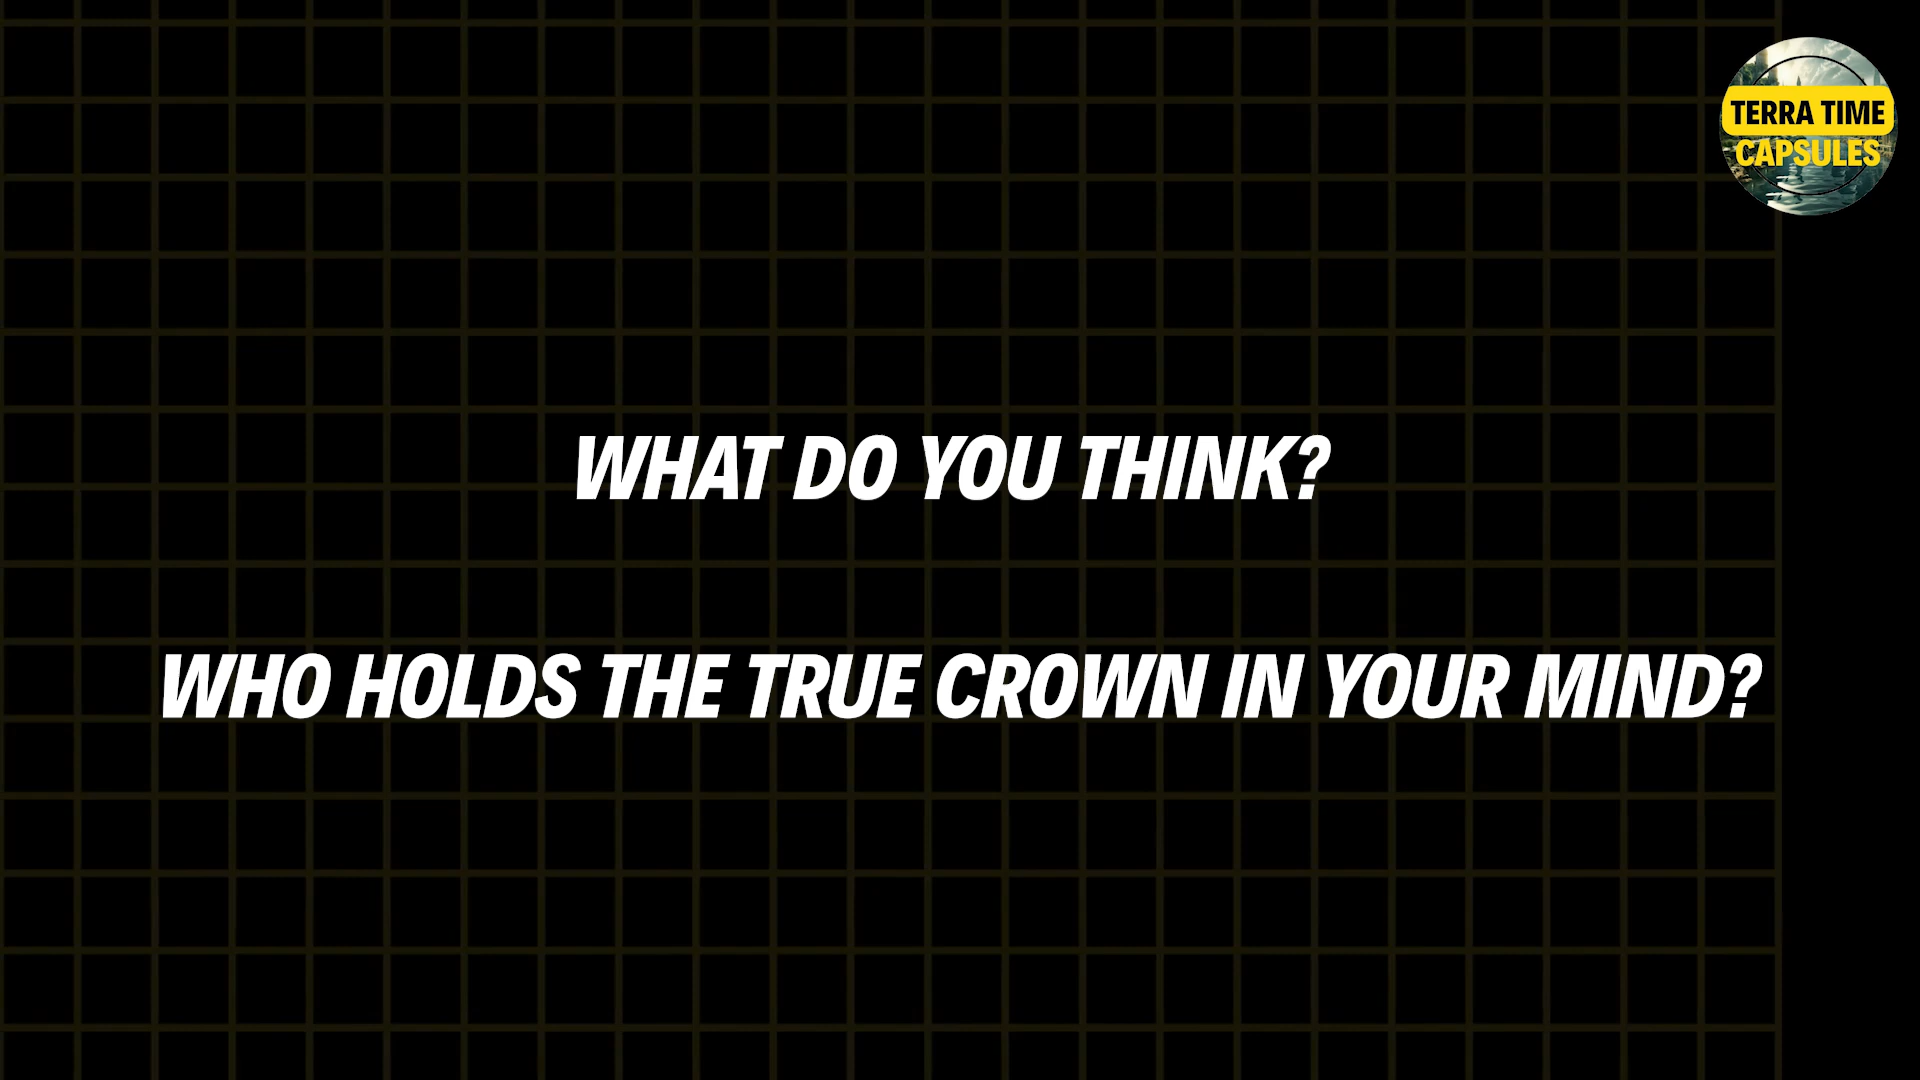 TERRA TIME
CAPSULES
WHAT DO YOU THINK?
WHO HOLDS THE TRUE CROWN IN YOUR MIND?